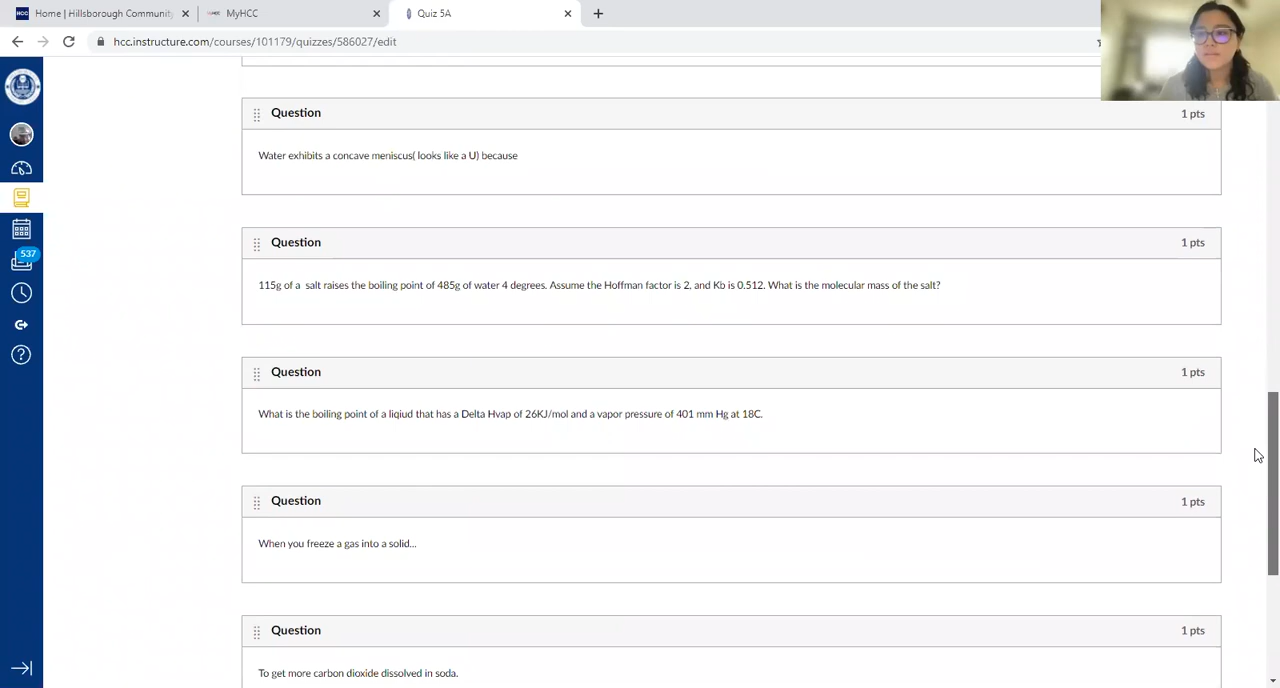 Home | Hillsborough Community
MyHCC
Quiz 5A
hcc.instructure.com/courses/101179/quizzes/586027/edit
Question
1 pts
Water exhibits a concave meniscus( looks like a U) because
Question
1 pts
115g of a salt raises the boiling point of 485g of water 4 degrees. Assume the Hoffman factor is 2, and Kb is 0.512. What is the molecular mass of the salt?
Question
1 pts
What is the boiling point of a liqiud that has a Delta Hvap of 26KJ/mol and a vapor pressure of 401 mm Hg at 18C.
537
Question
1 pts
When you freeze a gas into a solid...
Question
1 pts
To get more carbon dioxide dissolved in soda.